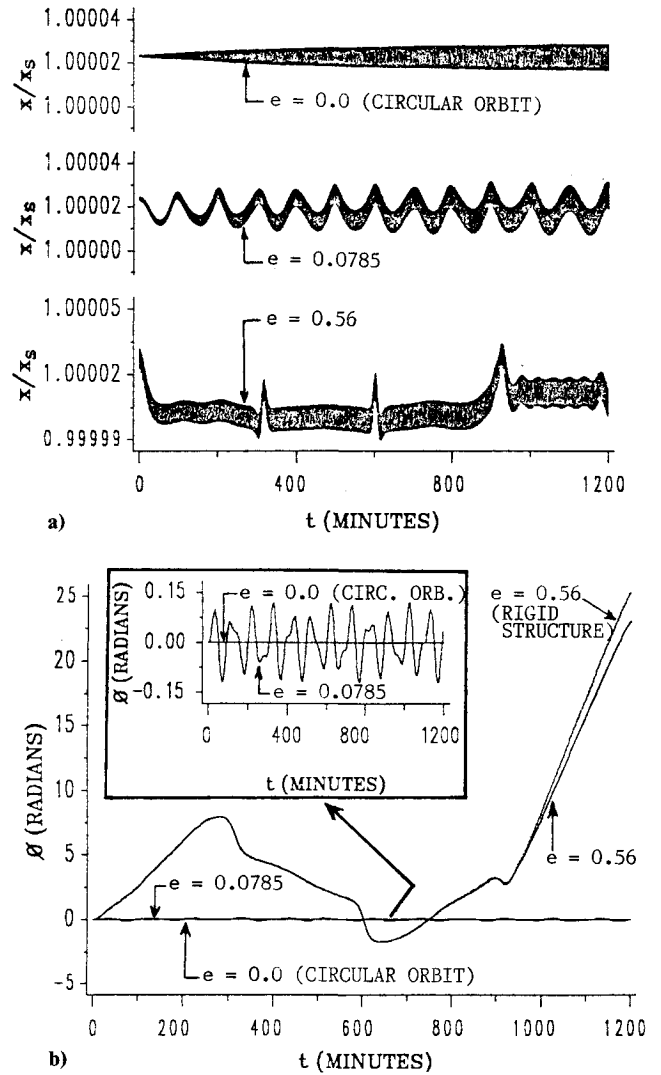 1.00004
1.00002
1.00000
x/xs
e = 0.0 (CIRCULAR ORBIT)
1.00004
1.00002
1.00000
x/xs
e = 0.0785
1.00005
1.00002
0.99999
x/xs
e = 0.56
0 400 800 1200
t (MINUTES)
a)
25
20
15
10
5
0
-5
Ø (RADIANS)
0.15
0.00
-0.15
Ø (RADIANS)
e = 0.0 (CIRC. ORB.)
e = 0.0785
0 400 800 1200
t (MINUTES)
e = 0.56
(RIGID
STRUCTURE)
e = 0.56
e = 0.0785
e = 0.0 (CIRCULAR ORBIT)
0 200 400 600 800 1000 1200
t (MINUTES)
b)